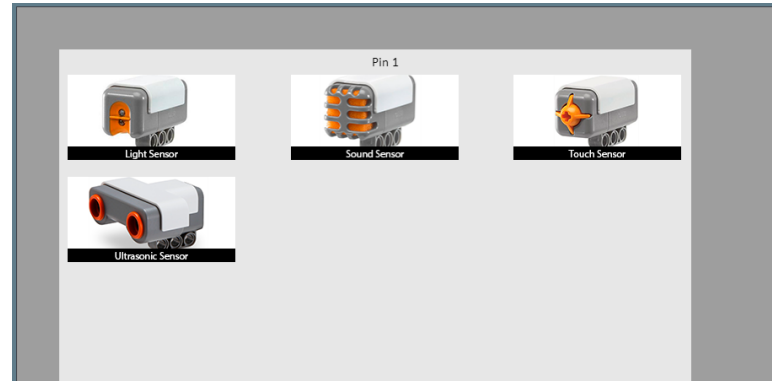 Pin 1
Light Sensor
Sound Sensor
Touch Sensor
Ultrasonic Sensor